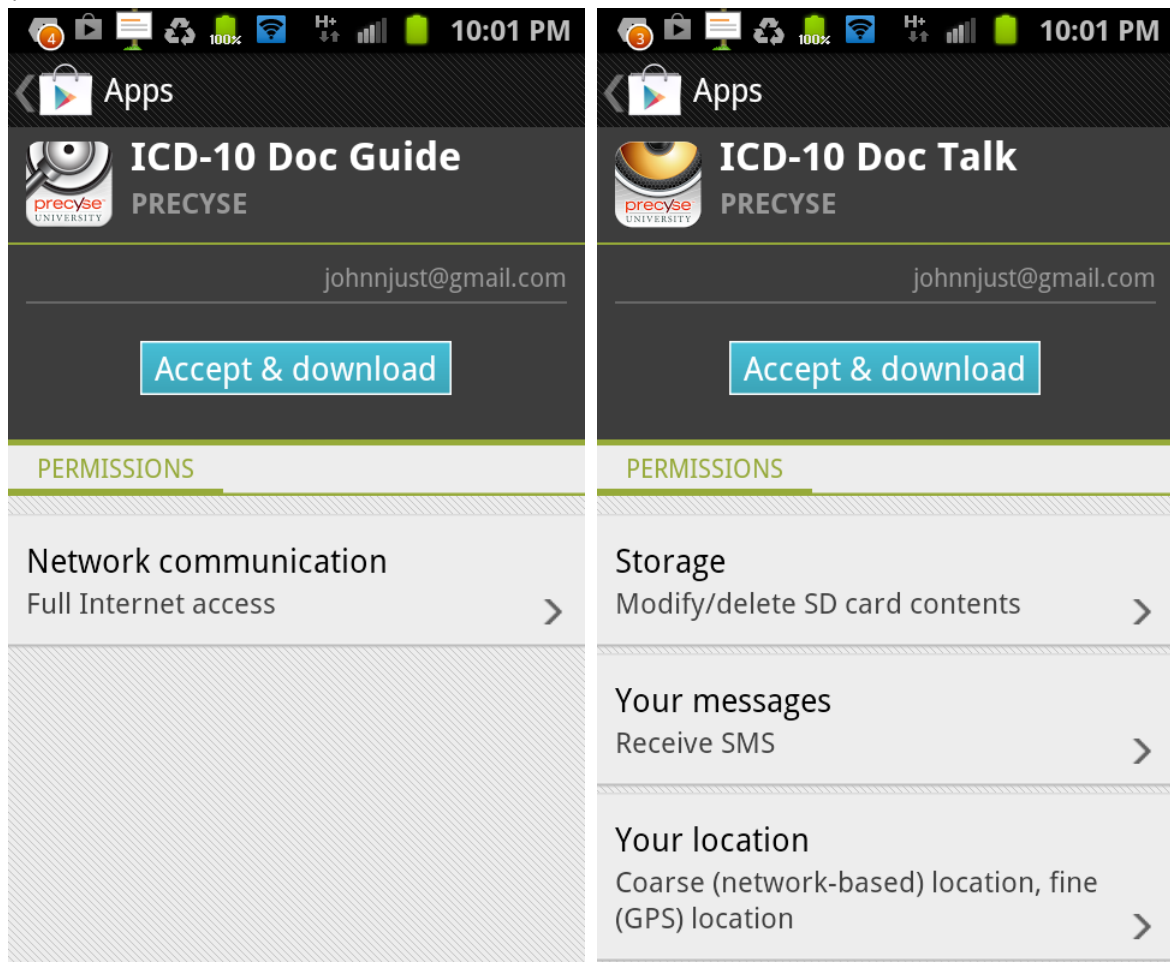 4
100%
H+
10:01 PM
Apps
ICD-10 Doc Guide
PRECYSE
precyse
UNIVERSITY
johnnjust@gmail.com
Accept & download
PERMISSIONS
Network communication
Full Internet access
3
100%
H+
10:01 PM
Apps
ICD-10 Doc Talk
PRECYSE
precyse
UNIVERSITY
johnnjust@gmail.com
Accept & download
PERMISSIONS
Storage
Modify/delete SD card contents
Your messages
Receive SMS
Your location
Coarse (network-based) location, fine
(GPS) location